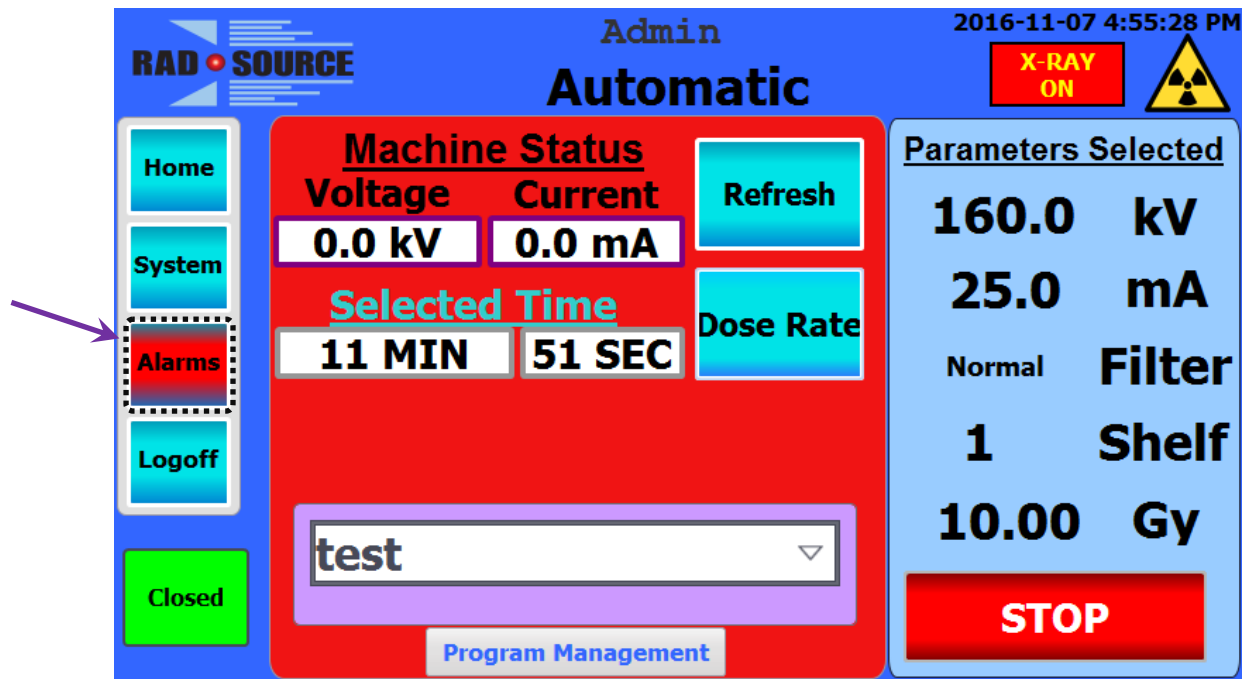 Admin
2016-11-07 4:55:28 PM
RAD SOURCE
Automatic
X-RAY
ON
Home
System
Alarms
Logoff
Closed
Machine Status
Voltage Current
0.0 kV 0.0 mA
Selected Time
11 MIN 51 SEC
Refresh
Dose Rate
test
Program Management
Parameters Selected
160.0 kV
25.0 mA
Normal Filter
1 Shelf
10.00 Gy
STOP